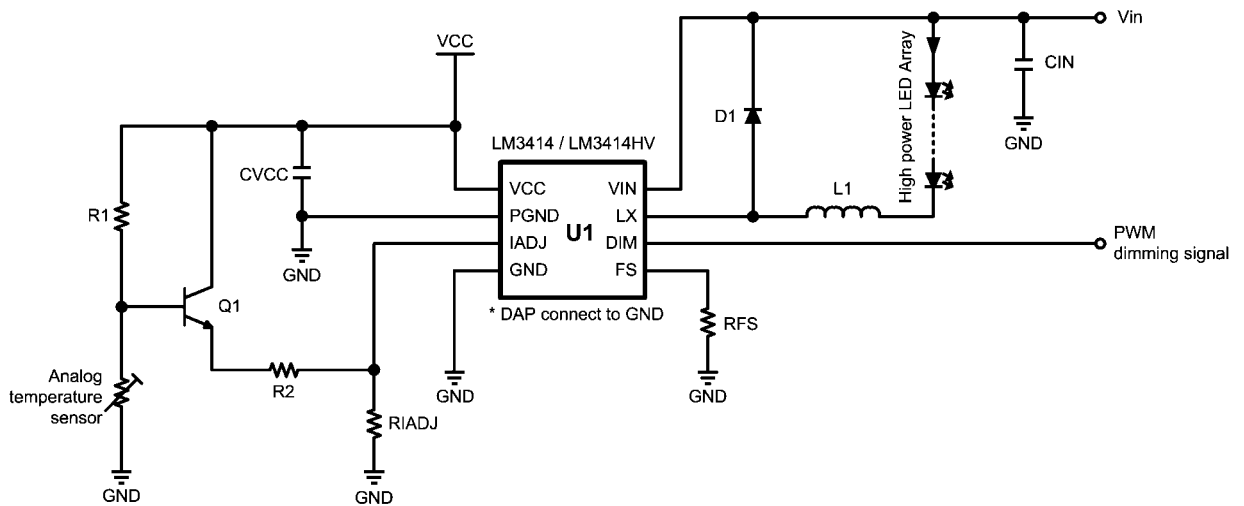 VCC
Vin
High power LED Array
CIN
GND
D1
LM3414 / LM3414HV
CVCC
VCC
VIN
L1
R1
PGND
LX
U1
IADJ
DIM
PWM
dimming signal
GND
GND
FS
Q1
* DAP connect to GND
RFS
Analog
temperature
sensor
R2
GND
GND
RIADJ
GND
GND